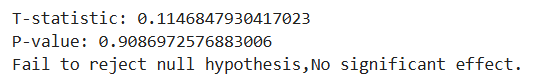 T-statistic: 0.1146847930417023
P-value: 0.9086972576883006
Fail to reject null hypothesis,No significant effect.